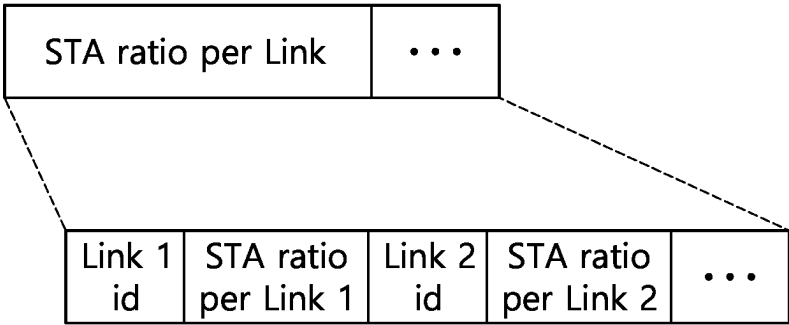 STA ratio per Link ...
Link 1 STA ratio Link 2 STA ratio ...
id per Link 1 id per Link 2